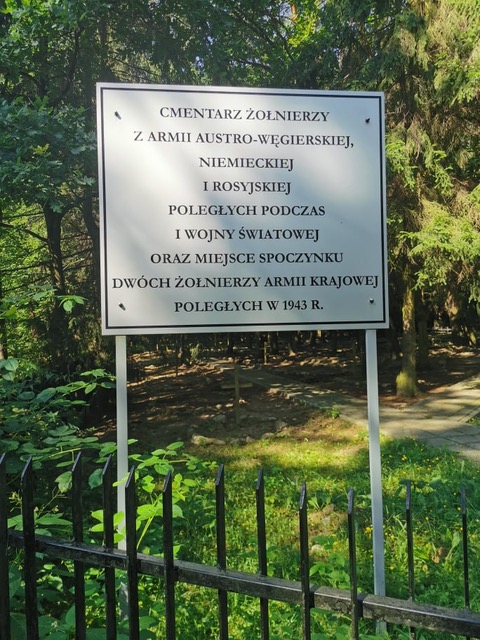 CMENTARZ ŻOŁNIERZY
Z ARMII AUSTRO-WĘGIERSKIEJ,
NIEMIECKIEJ
I ROSYJSKIEJ
POLEGŁYCH PODCZAS
I WOJNY ŚWIATOWEJ
ORAZ MIEJSCE SPOCZYNKU
DWÓCH ŻOŁNIERZY ARMII KRAJOWEJ
POLEGŁYCH W 1943 R.